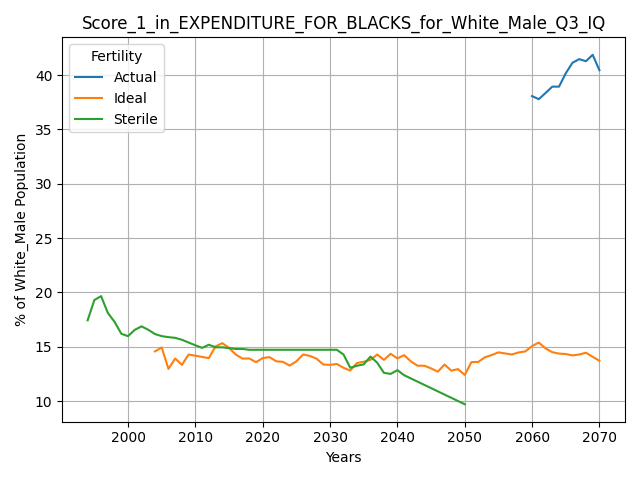 Score_1_in_EXPENDITURE_FOR_BLACKS_for_White_Male_Q3_IQ
Fertility
Actual
Ideal
Sterile
% of White_Male Population
40
35
30
25
20
15
10
2000 2010 2020 2030 2040 2050 2060 2070
Years